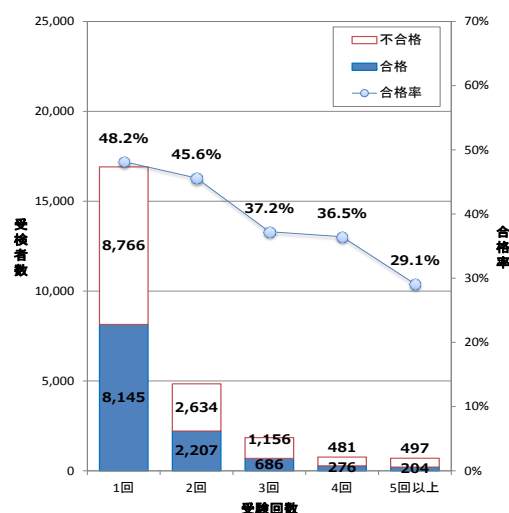 25,000
20,000
15,000
10,000
5,000
0
受検者数
70%
60%
50%
40%
30%
20%
10%
0%
合格率
不合格
合格
合格率
48.2%
45.6%
37.2%
36.5%
29.1%
8,766
8,145
2,634
2,207
1,156
686
481
276
497
204
1回
2回
3回
4回
5回以上
受験回数